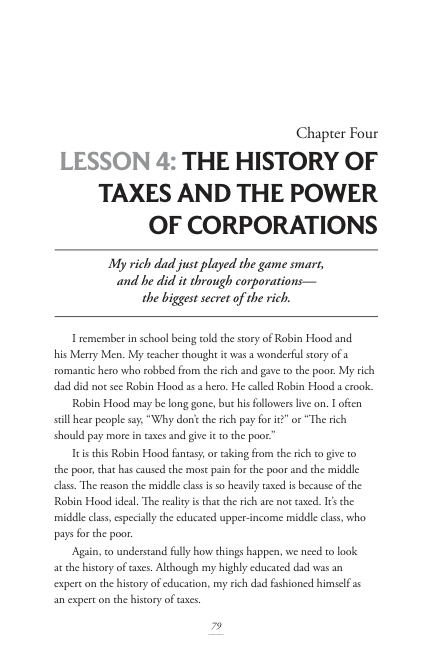 Chapter Four
LESSON 4: THE HISTORY OF
TAXES AND THE POWER
OF CORPORATIONS
My rich dad just played the game smart,
and he did it through corporations—
the biggest secret of the rich.
I remember in school being told the story of Robin Hood and
his Merry Men. My teacher thought it was a wonderful story of a
romantic hero who robbed from the rich and gave to the poor. My rich
dad did not see Robin Hood as a hero. He called Robin Hood a crook.
Robin Hood may be long gone, but his followers live on. I often
still hear people say, “Why don’t the rich pay for it?” or “The rich
should pay more in taxes and give it to the poor.”
It is this Robin Hood fantasy, or taking from the rich to give to
the poor, that has caused the most pain for the poor and the middle
class. The reason the middle class is so heavily taxed is because of the
Robin Hood ideal. The reality is that the rich are not taxed. It’s the
middle class, especially the educated upper-income middle class, who
pays for the poor.
Again, to understand fully how things happen, we need to look
at the history of taxes. Although my highly educated dad was an
expert on the history of education, my rich dad fashioned himself as
an expert on the history of taxes.
79